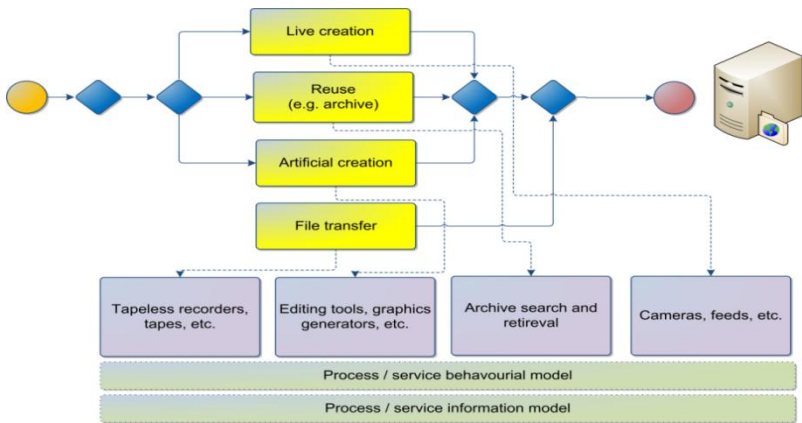 Live creation
Reuse
(e.g. archive)
Artificial creation
File transfer
Tapeless recorders,
tapes, etc.
Editing tools, graphics
generators, etc.
Archive search and
retireval
Cameras, feeds, etc.
Process / service behavourial model
Process / service information model